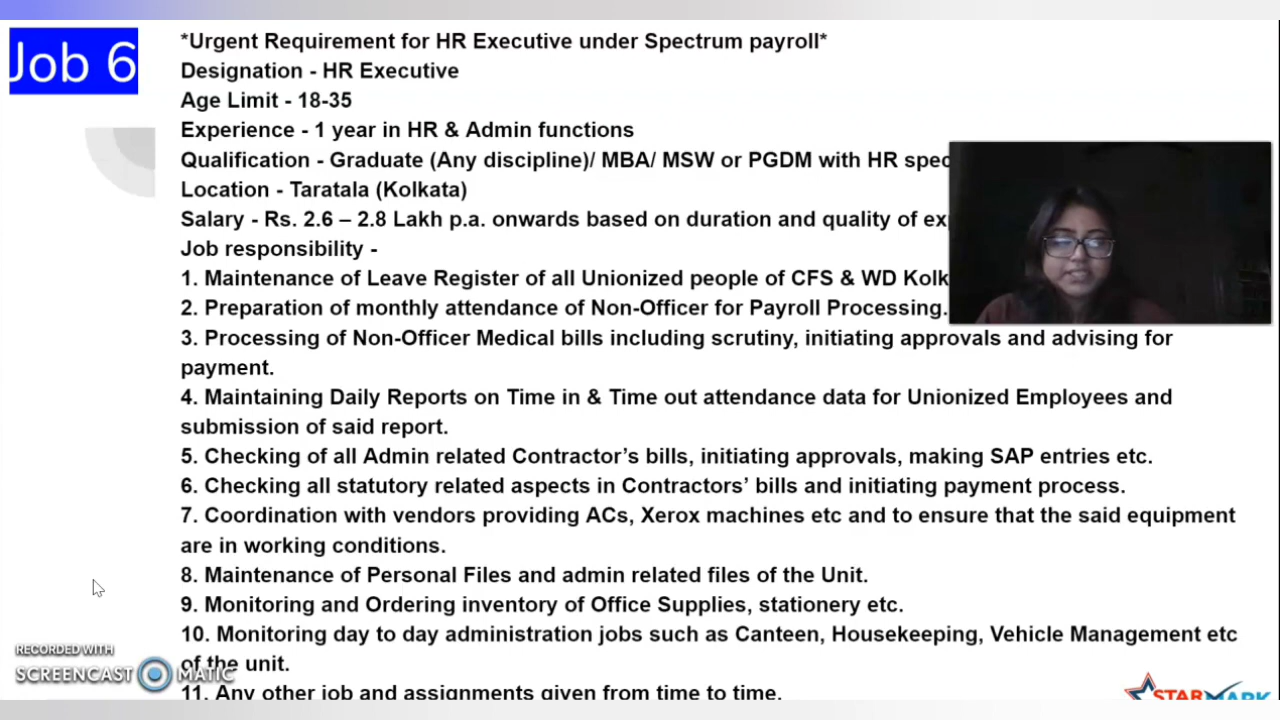 Job 6
*Urgent Requirement for HR Executive under Spectrum payroll*
Designation - HR Executive
Age Limit - 18-35
Experience - 1 year in HR & Admin functions
Qualification - Graduate (Any discipline)/ MBA/ MSW or PGDM with HR
Location - Taratala (Kolkata)
Salary - Rs. 2.6 – 2.8 Lakh p.a. onwards based on duration and quality of
Job responsibility -
1. Maintenance of Leave Register of all Unionized people of CFS & WD
2. Preparation of monthly attendance of Non-Officer for Payroll Processing.
3. Processing of Non-Officer Medical bills including scrutiny, initiating approvals and advising for
payment.
4. Maintaining Daily Reports on Time in & Time out attendance data for Unionized Employees and
submission of said report.
5. Checking of all Admin related Contractor’s bills, initiating approvals, making SAP entries etc.
6. Checking all statutory related aspects in Contractors’ bills and initiating payment process.
7. Coordination with vendors providing ACs, Xerox machines etc and to ensure that the said equipment
are in working conditions.
8. Maintenance of Personal Files and admin related files of the Unit.
9. Monitoring and Ordering inventory of Office Supplies, stationery etc.
10. Monitoring day to day administration jobs such as Canteen, Housekeeping, Vehicle Management etc
of the unit.
11. Any other job and assignments given from time to time.
RECORDED WITH
SCREENCAST MATIC
STARMARK